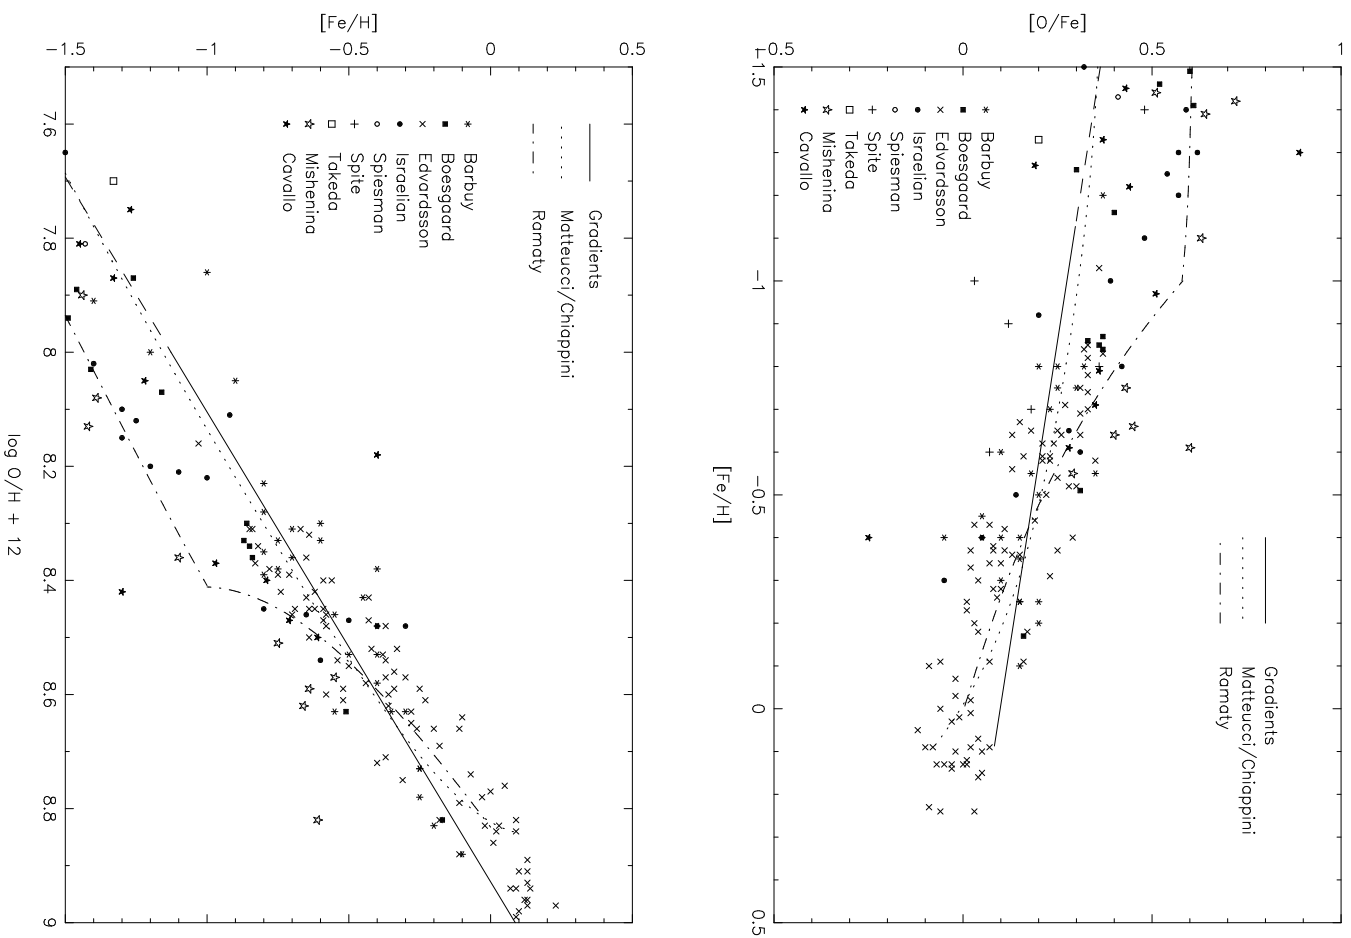 [Fe/H]
−1.5
−1
−0.5
0
0.5
7.6
7.8
8
8.2
8.4
8.6
8.8
9
log O/H + 12
Gradients
Matteucci/Chiappini
Ramaty
Barbuy
Boesgaard
Edvardsson
Israelian
Spiesman
Spite
Takeda
Mishenina
Cavallo
[O/Fe]
−0.5
0
0.5
1
−1.5
−1
−0.5
0
0.5
[Fe/H]
Barbuy
Boesgaard
Edvardsson
Israelian
Spiesman
Spite
Takeda
Mishenina
Cavallo
Gradients
Matteucci/Chiappini
Ramaty